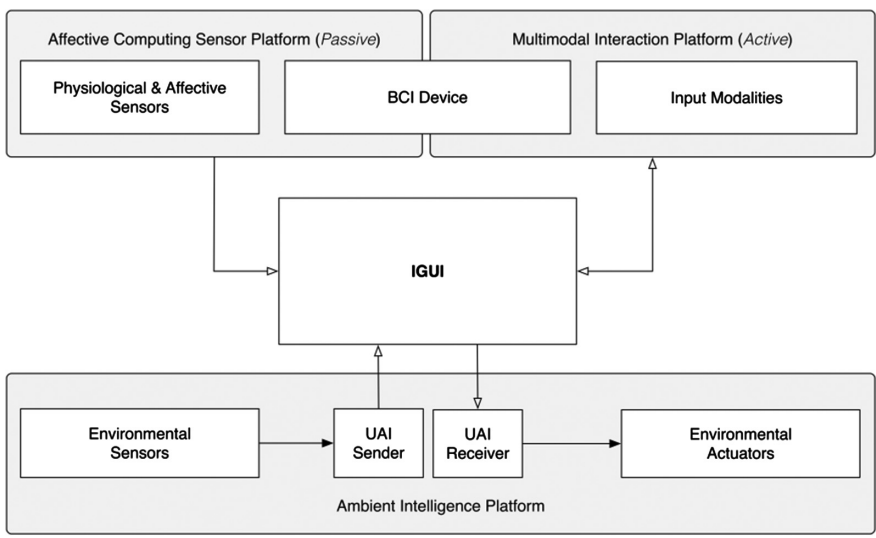 Affective Computing Sensor Platform (Passive)
Multimodal Interaction Platform (Active)
Physiological & Affective
Sensors
BCI Device
Input Modalities
IGUI
Environmental
Sensors
UAI
Sender
UAI
Receiver
Environmental
Actuators
Ambient Intelligence Platform